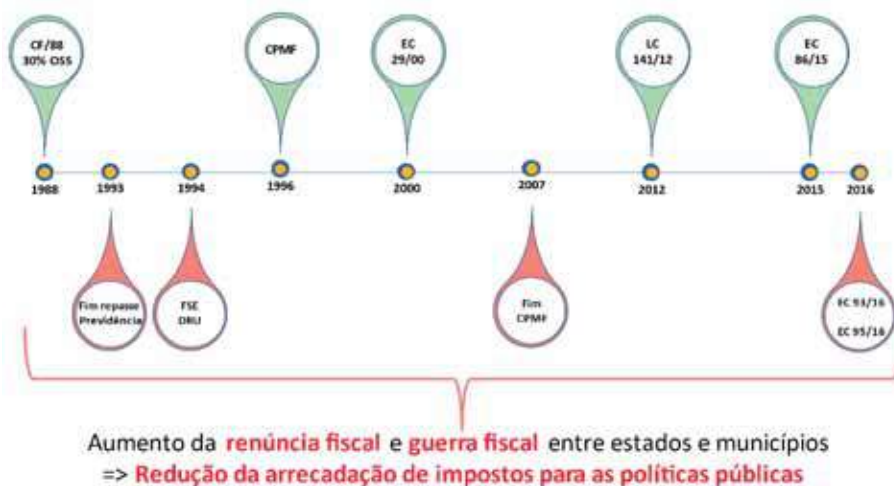 CF/88
30% OSS
CPMF
EC
29/00
LC
141/12
EC
86/15
1988
1993
1994
1996
2000
2007
2012
2015
2016
Fim repasse
Previdência
FSE
DRU
Fim
CPMF
EC 93/16
EC 95/16
Aumento da renúncia fiscal e guerra fiscal entre estados e municípios
=> Redução da arrecadação de impostos para as políticas públicas